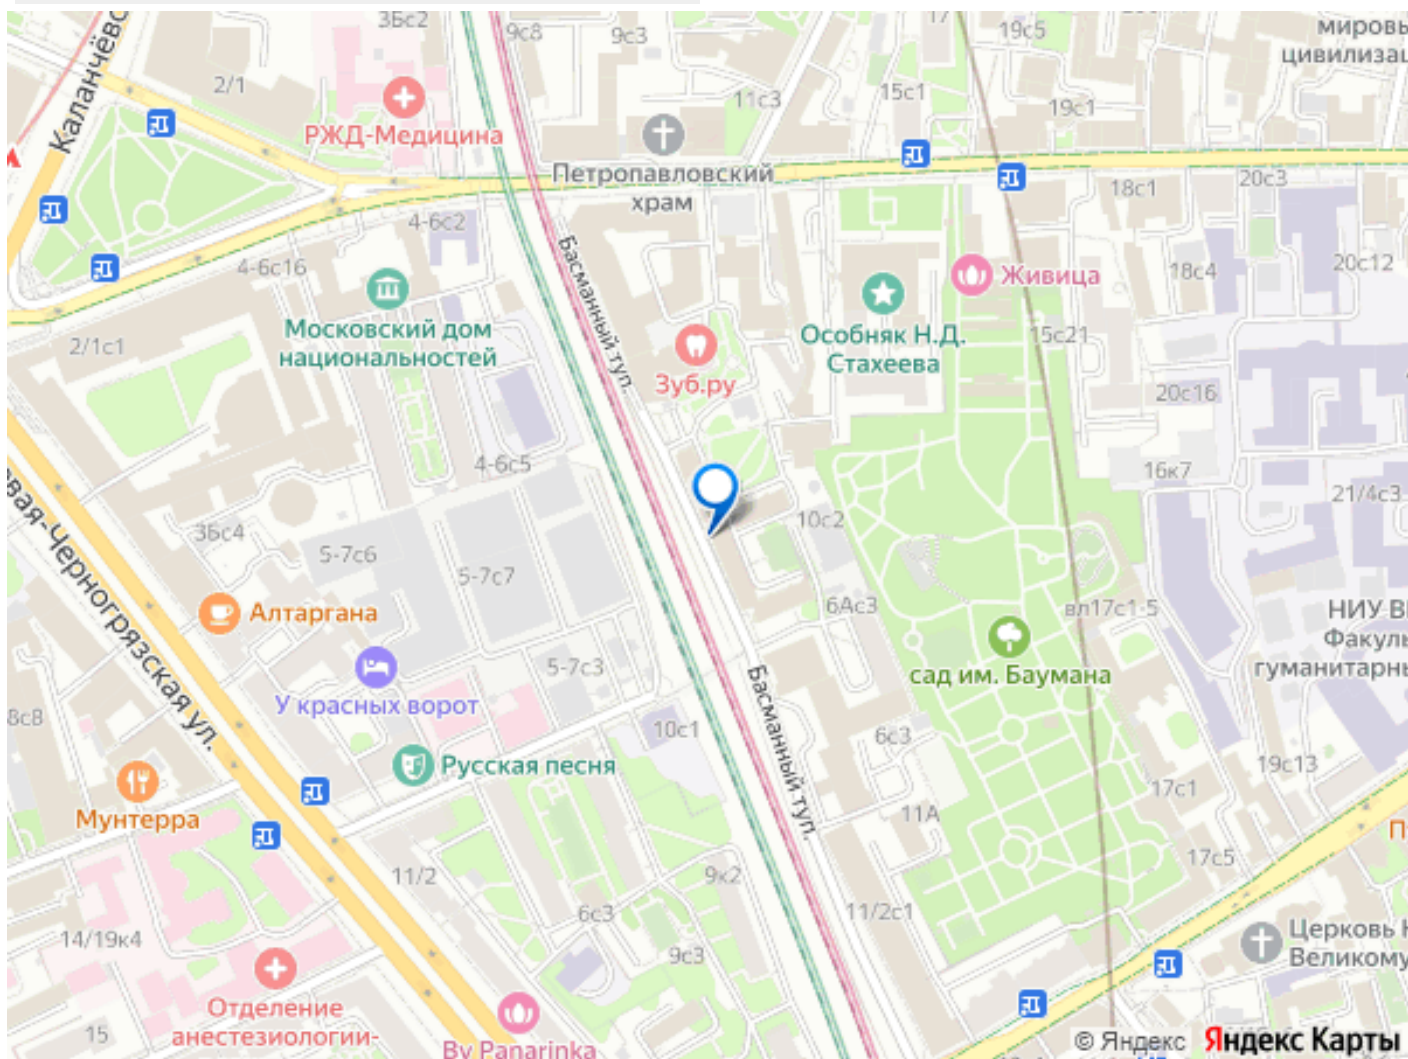 3Бс2
9с8
9с3
17
19с5
мировы
цивилизац
Каланчёвс
2/1
РЖД-Медицина
11с3
15с1
19с1
Петропавловский
храм
18с1
20с3
4-6с2
Басманный туп.
4-6с16
Живица
18с4
20с12
Московский дом
национальностей
2/1с1
Особняк Н.Д.
Стахеева
15с21
Зуб.ру
20с16
4-6с5
16к7
21/4с3
вая-Черногрязская ул.
3Бс4
10с2
5-7с6
5-7с7
Алтаргана
6Ас3
вл17с1-5
НИУ ВІ
Факуль
гуманитарнь
5-7с3
сад им. Баумана
У красных ворот
8с8
10с1
Басманный туп.
6с3
Русская песня
19с13
17с1
Мунтерра
11А
17с5
11/2
9к2
6с3
11/2с1
14/19к4
9с3
Церковь
Великому
Отделение
анестезиологии-
15
By Panarinka
© Яндекс
Яндекс Карты